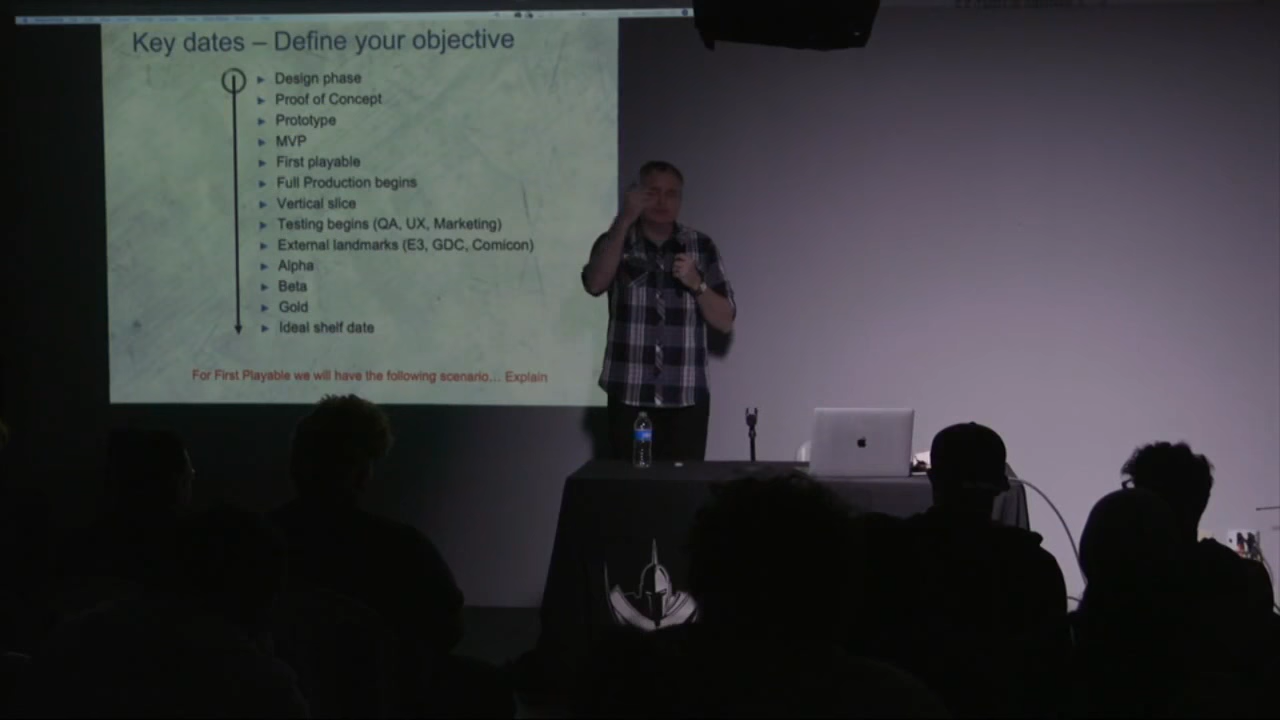 Key dates – Define your objective
► Design phase
► Proof of Concept
► Prototype
► MVP
► First playable
► Full Production begins
► Vertical slice
► Testing begins (QA, UX, Marketing)
► External landmarks (E3, GDC, Comicon)
► Alpha
► Beta
► Gold
► Ideal shelf date
For First Playable we will have the following scenario… Explain